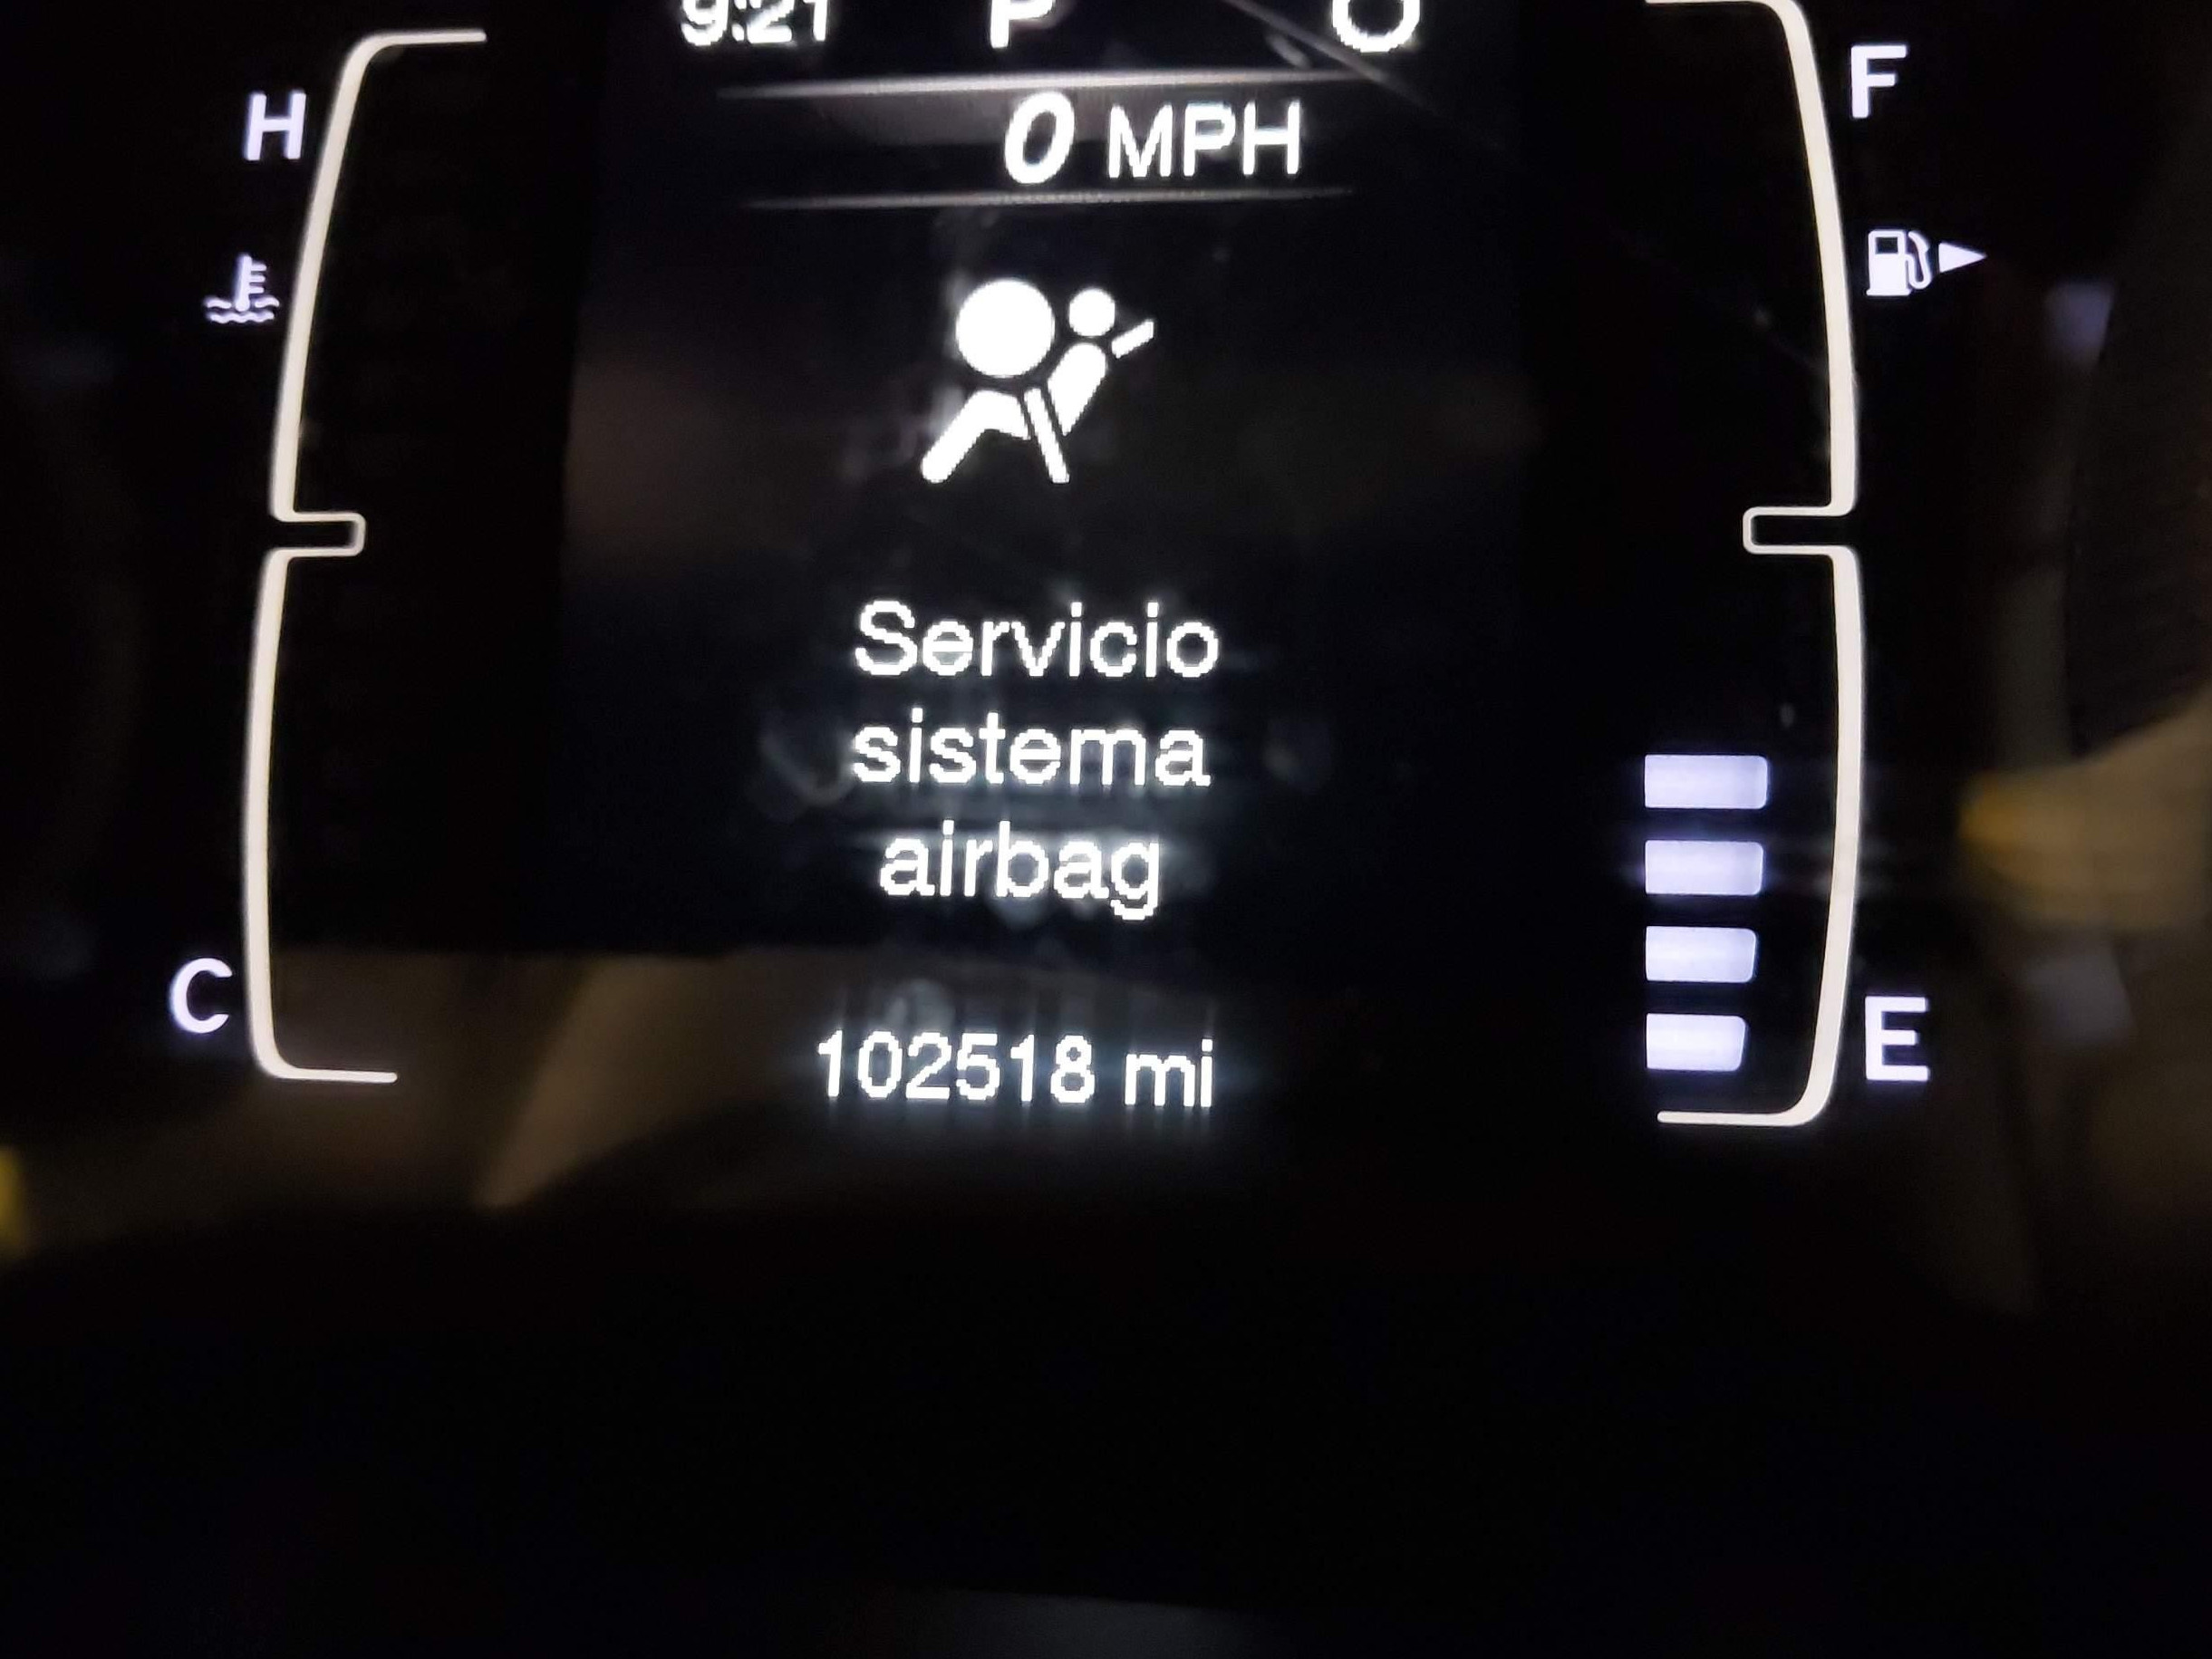 9:21 P
0 MPH
H
F
Servicio
sistema
airbag
C
E
102518 mi